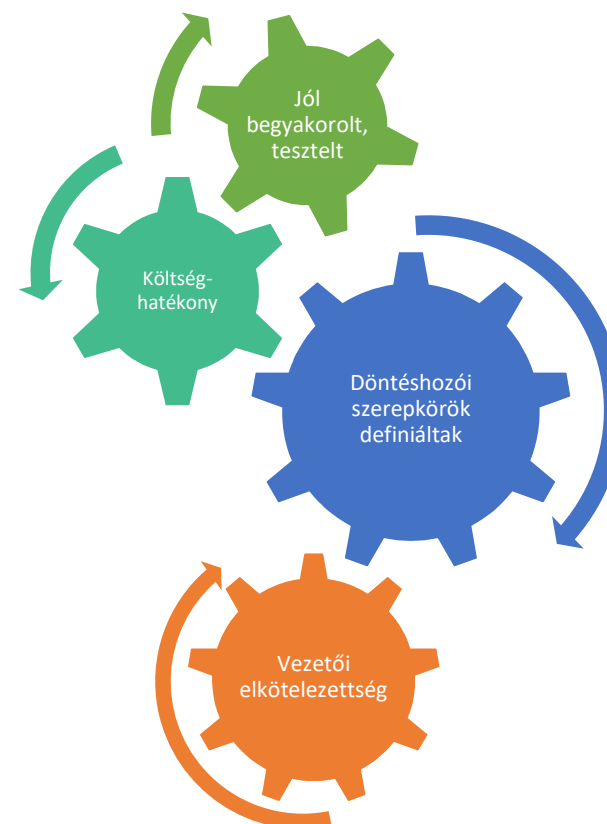 Jól
begyakorolt,
tesztelt
Költség-
hatékony
Döntéshozói
szerepkörök
definiáltak
Vezetői
elkötelezettség